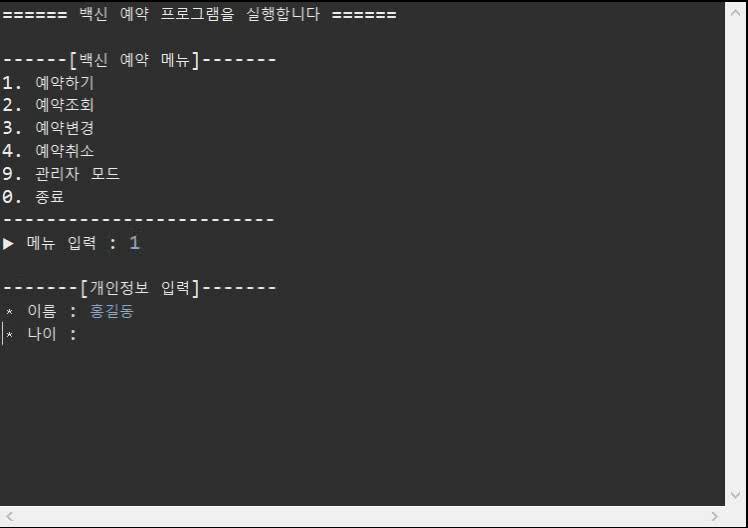 ====== 백신 예약 프로그램을 실행합니다 ======
------[백신 예약 메뉴]-------
1. 예약하기
2. 예약조회
3. 예약변경
4. 예약취소
9. 관리자 모드
0. 종료
-------------------------
▶ 메뉴 입력 : 1
-------[개인정보 입력]-------
* 이름 : 홍길동
* 나이 :